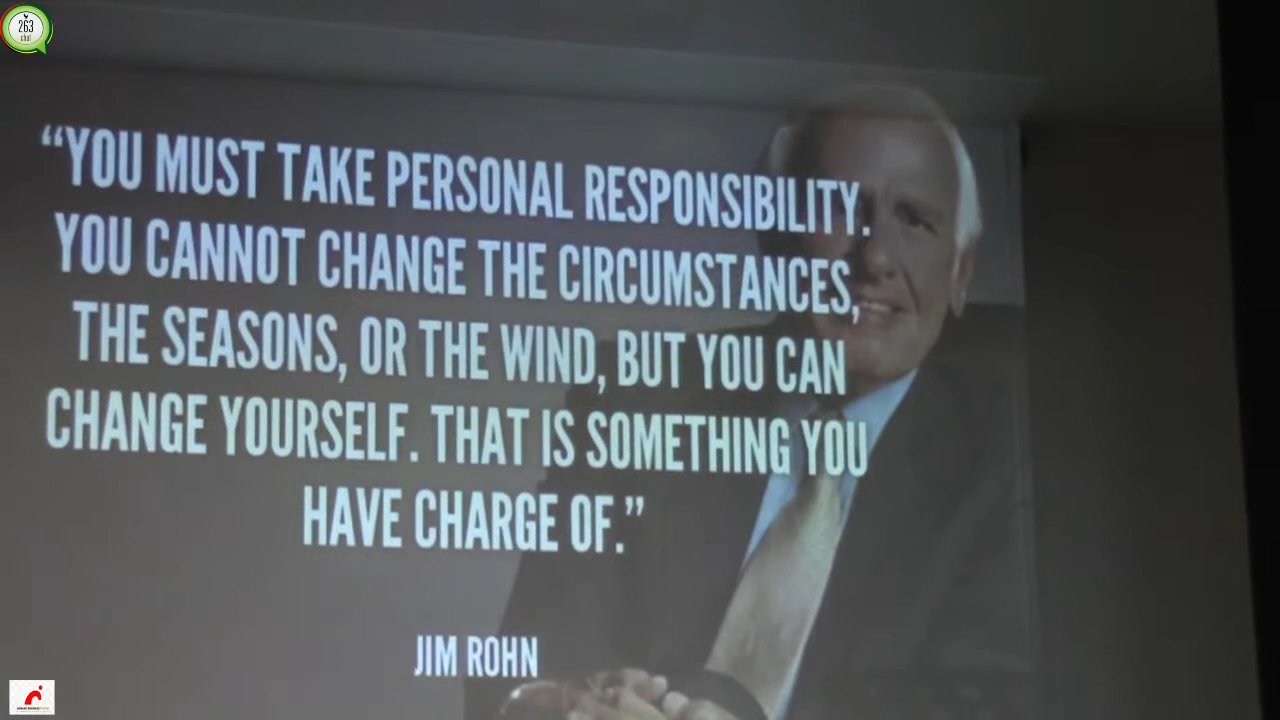 263
chat
“YOU MUST TAKE PERSONAL RESPONSIBILITY.
YOU CANNOT CHANGE THE CIRCUMSTANCES,
THE SEASONS, OR THE WIND, BUT YOU CAN
CHANGE YOURSELF. THAT IS SOMETHING YOU
HAVE CHARGE OF.”
JIM ROHN